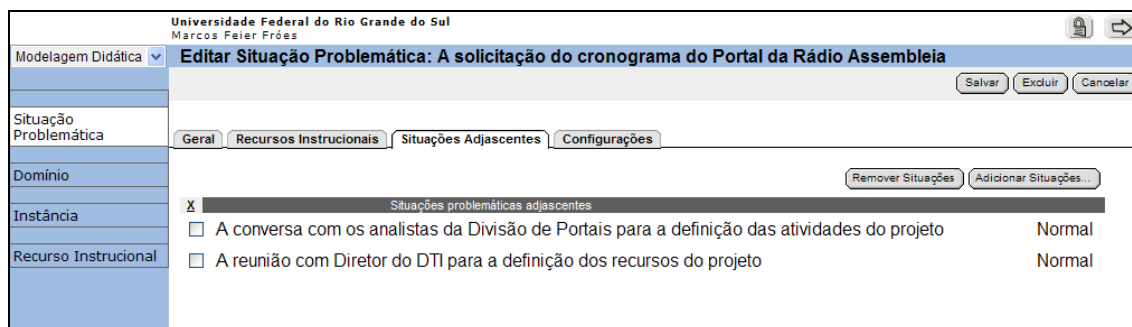 Universidade Federal do Rio Grande do Sul
Marcos Feier Fróes
Modelagem Didática
Editar Situação Problemática: A solicitação do cronograma do Portal da Rádio Assembleia
Salvar Excluir Cancelar
Situação
Problemática
Geral Recursos Instrucionais Situações Adjascentes Configurações
Domínio
Remover Situações Adicionar Situações...
X Situações problemáticas adjascentes
Instância
A conversa com os analistas da Divisão de Portais para a definição das atividades do projeto Normal
Recurso Instrucional
A reunião com Diretor do DTI para a definição dos recursos do projeto Normal